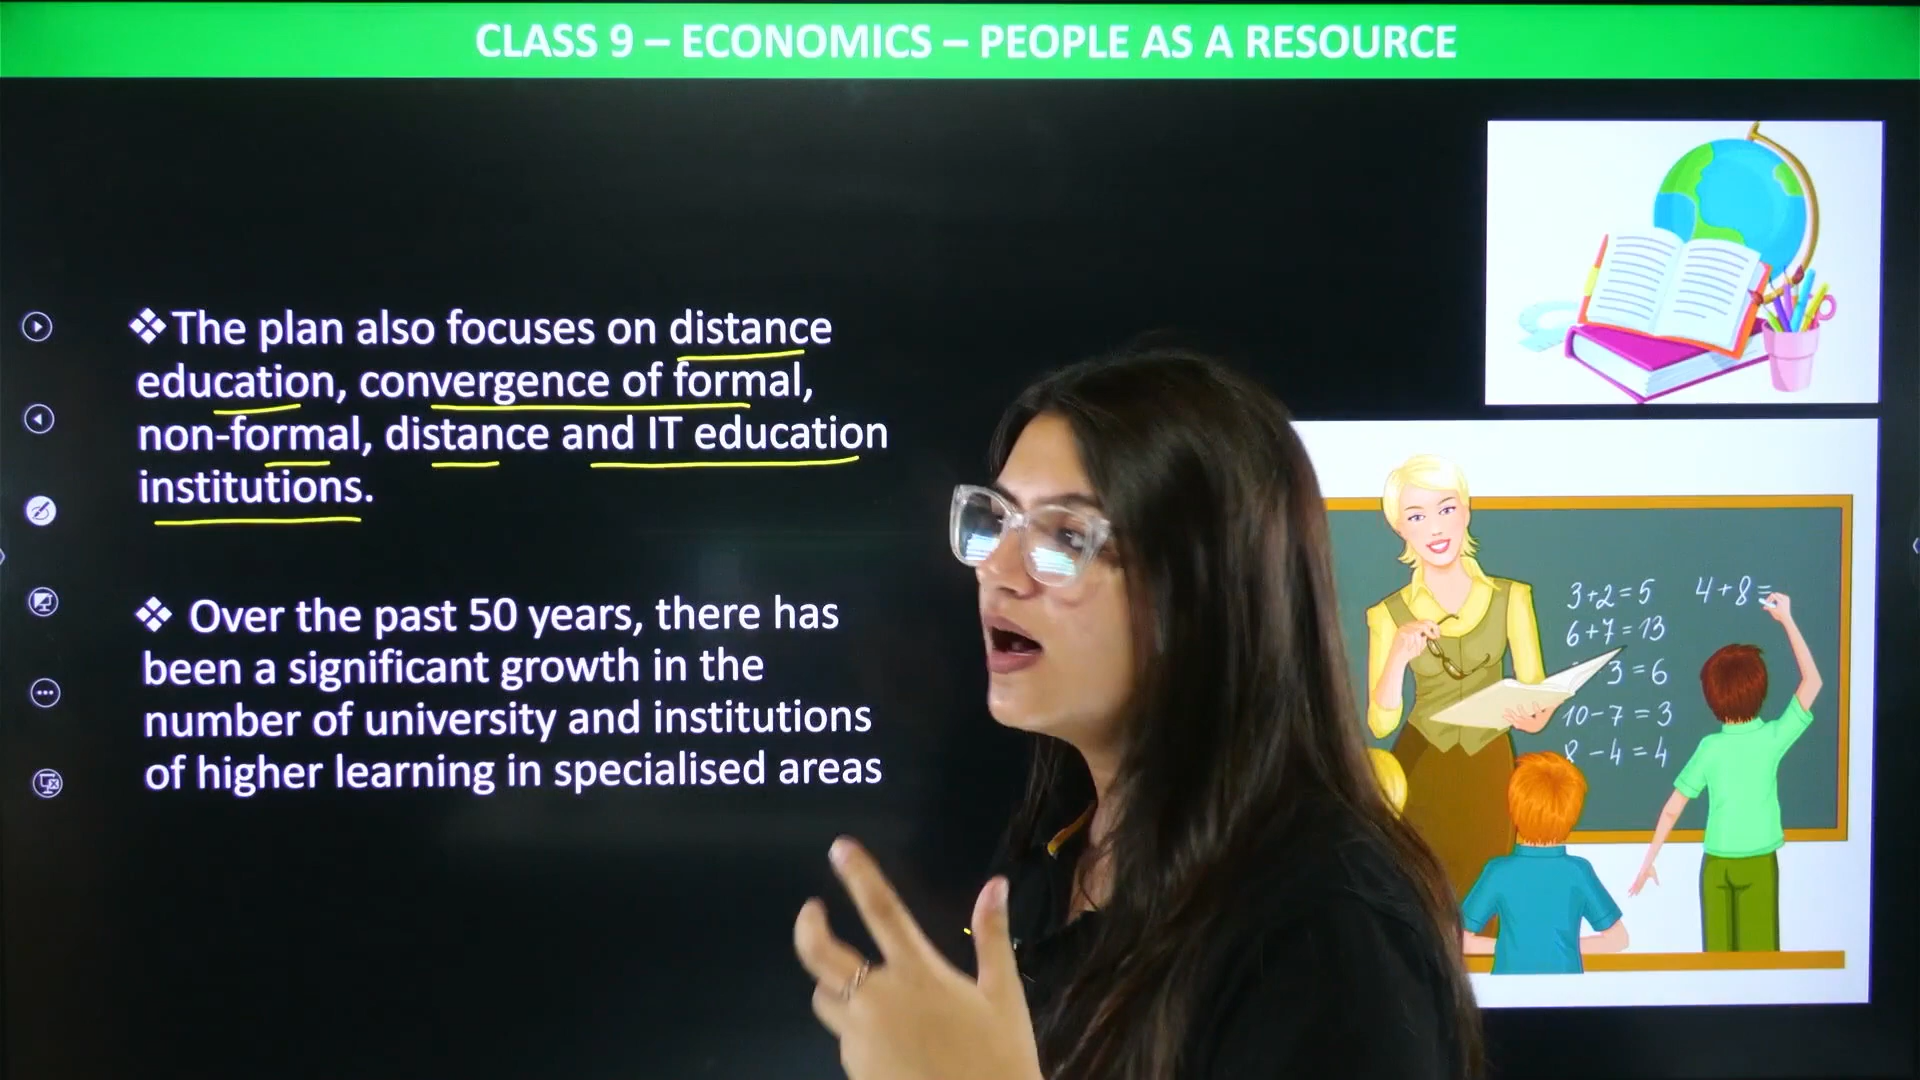 CLASS 9 – ECONOMICS – PEOPLE AS A RESOURCE
❖The plan also focuses on distance
education, convergence of formal,
non-formal, distance and IT education
institutions.
❖ Over the past 50 years, there has
been a significant growth in the
number of university and institutions
of higher learning in specialised areas
3+2=5 4+8=
6+7=13
3=6
10-7=3
8-4=4